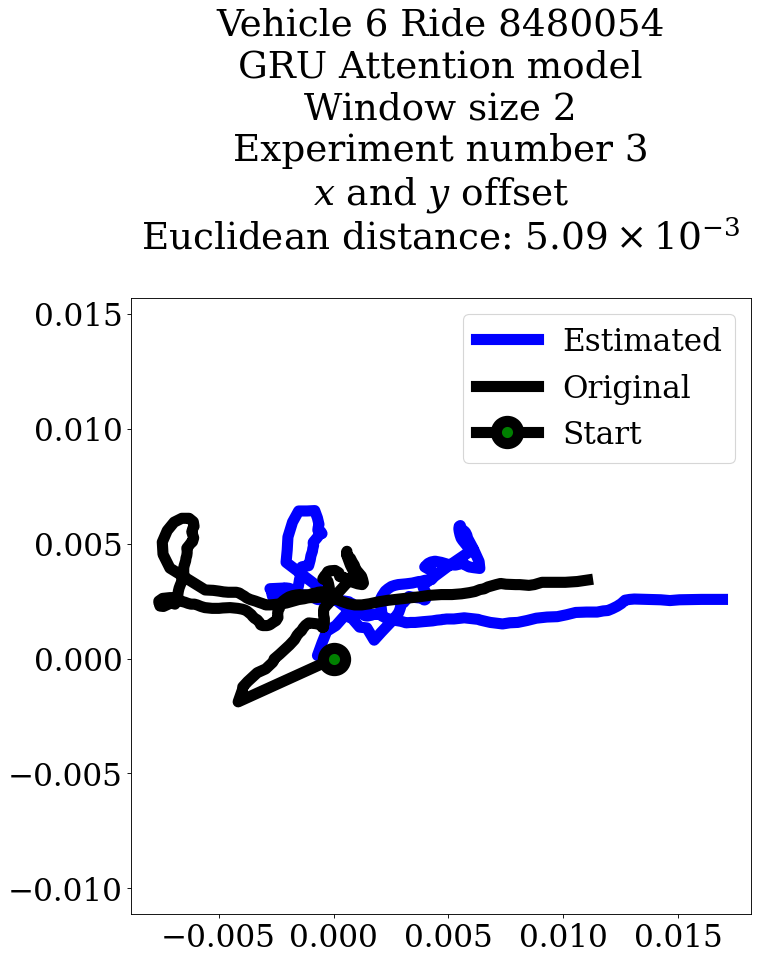 Vehicle 6 Ride 8480054
GRU Attention model
Window size 2
Experiment number 3
x and y offset
Euclidean distance: 5.09 × 10⁻³
0.015
0.010
0.005
0.000
−0.005
−0.010
Estimated
Original
Start
−0.005 0.000 0.005 0.010 0.015